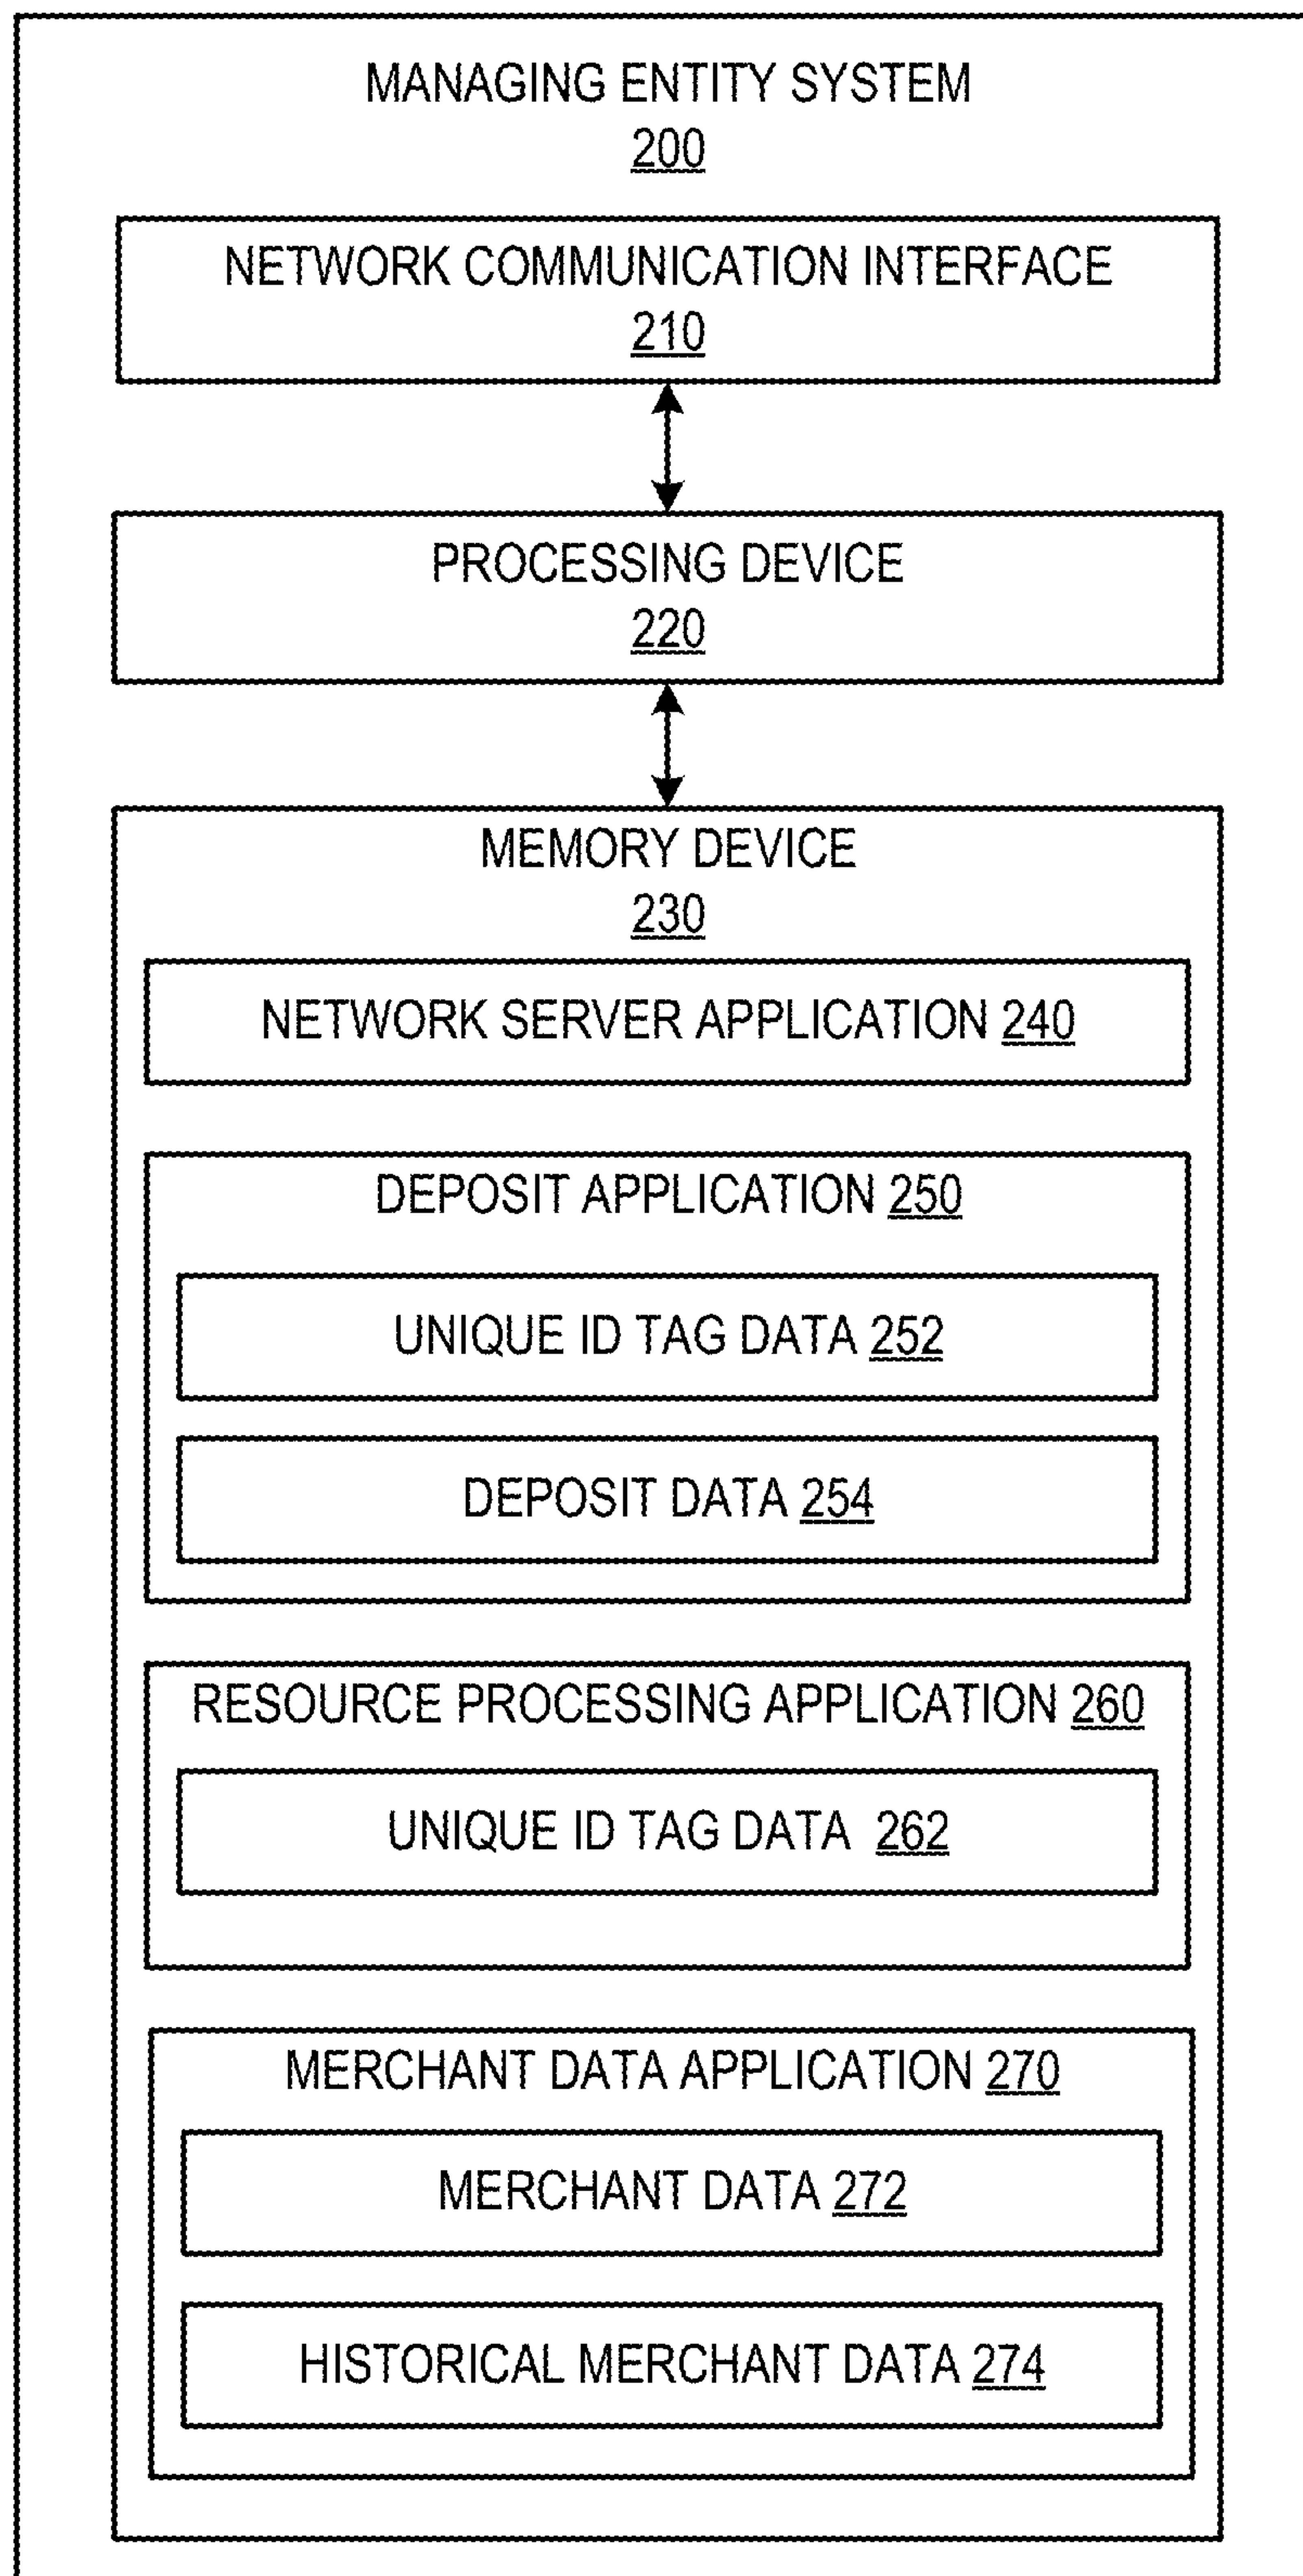 MANAGING ENTITY SYSTEM
200
NETWORK COMMUNICATION INTERFACE
210
PROCESSING DEVICE
220
MEMORY DEVICE
230
NETWORK SERVER APPLICATION 240
DEPOSIT APPLICATION 250
UNIQUE ID TAG DATA 252
DEPOSIT DATA 254
RESOURCE PROCESSING APPLICATION 260
UNIQUE ID TAG DATA 262
MERCHANT DATA APPLICATION 270
MERCHANT DATA 272
HISTORICAL MERCHANT DATA 274